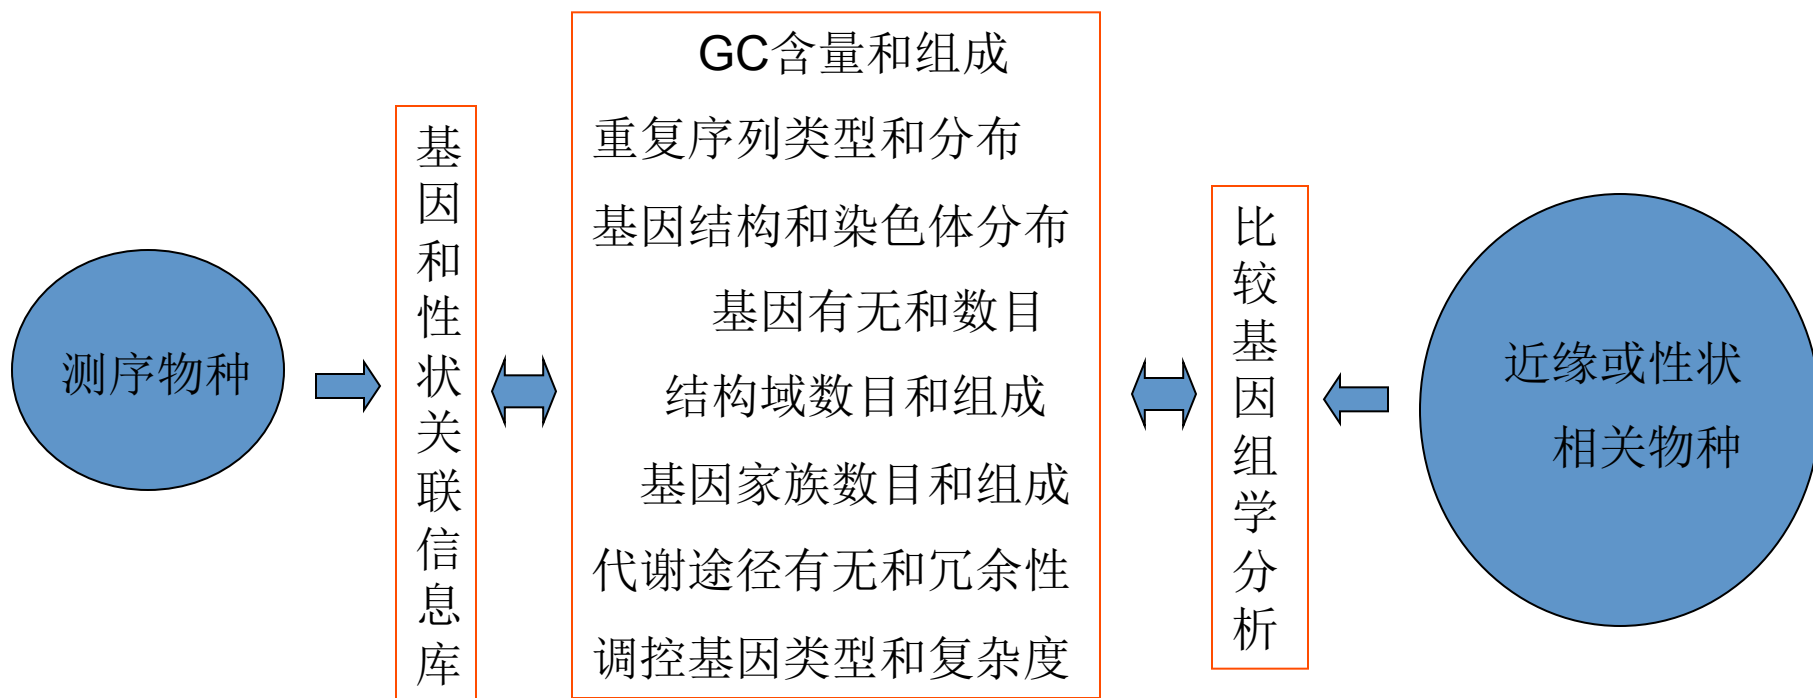 测序物种
基因和性状关联信息库
GC含量和组成
重复序列类型和分布
基因结构和染色体分布
基因有无和数目
结构域数目和组成
基因家族数目和组成
代谢途径有无和冗余性
调控基因类型和复杂度
比较基因组学分析
近缘或性状
相关物种